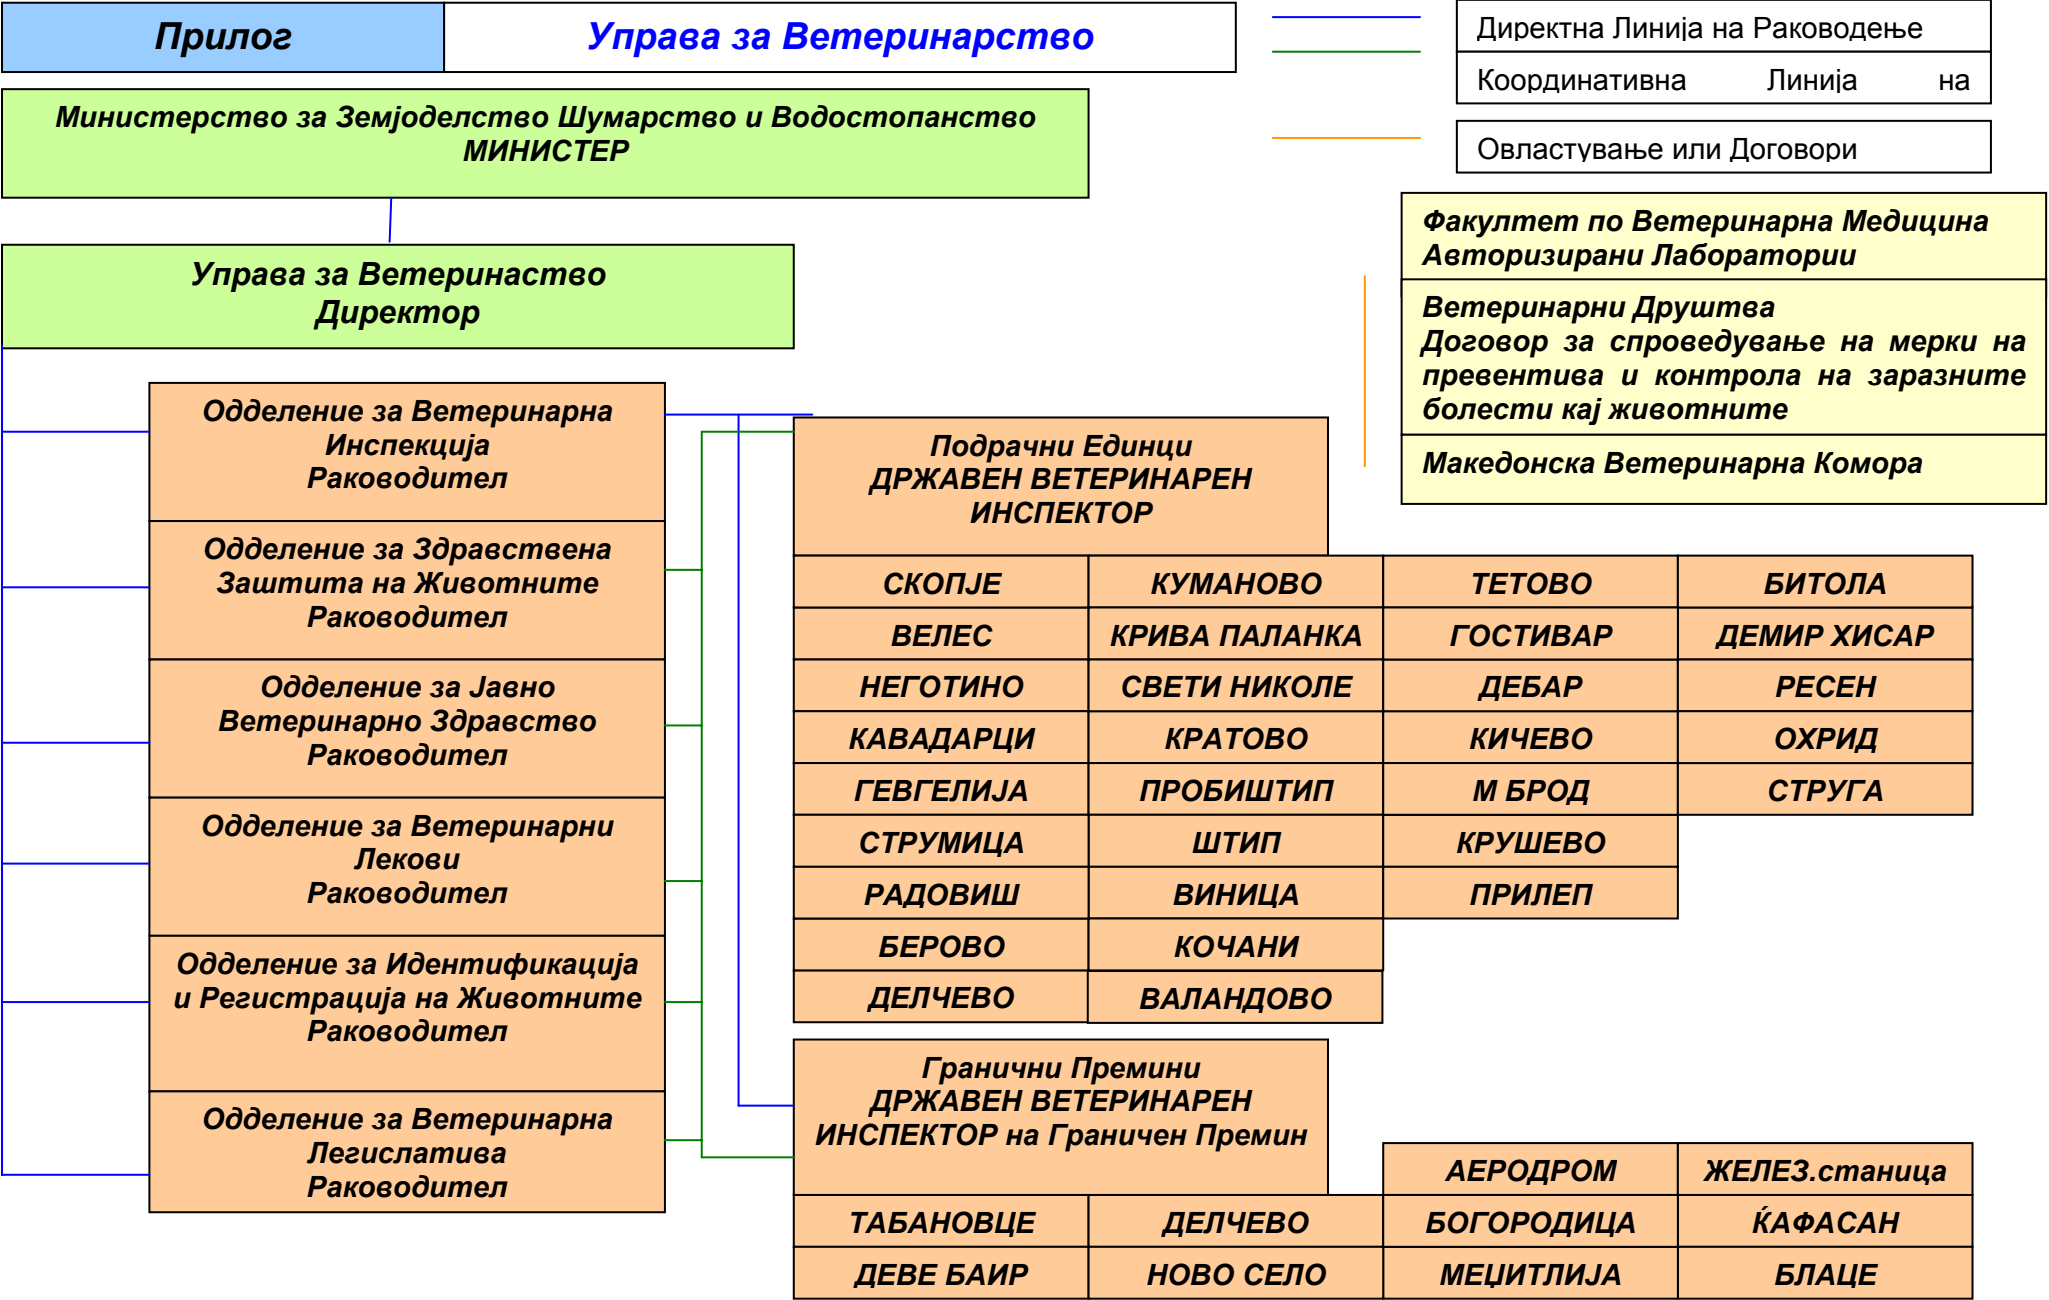 Прилог
Управа за Ветеринарство
Директна Линија на Раководење
Координативна Линија на
Овластување или Договори
Министерство за Земјоделство Шумарство и Водостопанство
МИНИСТЕР
Управа за Ветеринаство
Директор
Факултет по Ветеринарна Медицина
Авторизирани Лаборатории
Ветеринарни Друштва
Договор за спроведување на мерки на
превентива и контрола на заразните
болести кај животните
Македонска Ветеринарна Комора
Одделение за Ветеринарна
Инспекција
Раководител
Одделение за Здравствена
Заштита на Животните
Раководител
Одделение за Јавно
Ветеринарно Здравство
Раководител
Одделение за Ветеринарни
Лекови
Раководител
Одделение за Идентификација
и Регистрација на Животните
Раководител
Одделение за Ветеринарна
Легислатива
Раководител
Подрачни Единци
ДРЖАВЕН ВЕТЕРИНАРЕН
ИНСПЕКТОР
СКОПЈЕ КУМАНОВО ТЕТОВО БИТОЛА
ВЕЛЕС КРИВА ПАЛАНКА ГОСТИВАР ДЕМИР ХИСАР
НЕГОТИНО СВЕТИ НИКОЛЕ ДЕБАР РЕСЕН
КАВАДАРЦИ КРАТОВО КИЧЕВО ОХРИД
ГЕВГЕЛИЈА ПРОБИШТИП М БРОД СТРУГА
СТРУМИЦА ШТИП КРУШЕВО
РАДОВИШ ВИНИЦА ПРИЛЕП
БЕРОВО КОЧАНИ
ДЕЛЧЕВО ВАЛАНДОВО
Гранични Премини
ДРЖАВЕН ВЕТЕРИНАРЕН
ИНСПЕКТОР на Граничен Премин
АЕРОДРОМ ЖЕЛЕЗ.станица
ТАБАНОВЦЕ ДЕЛЧЕВО БОГОРОДИЦА ЌАФАСАН
ДЕВЕ БАИР НОВО СЕЛО МЕЏИТЛИЈА БЛАЦЕ